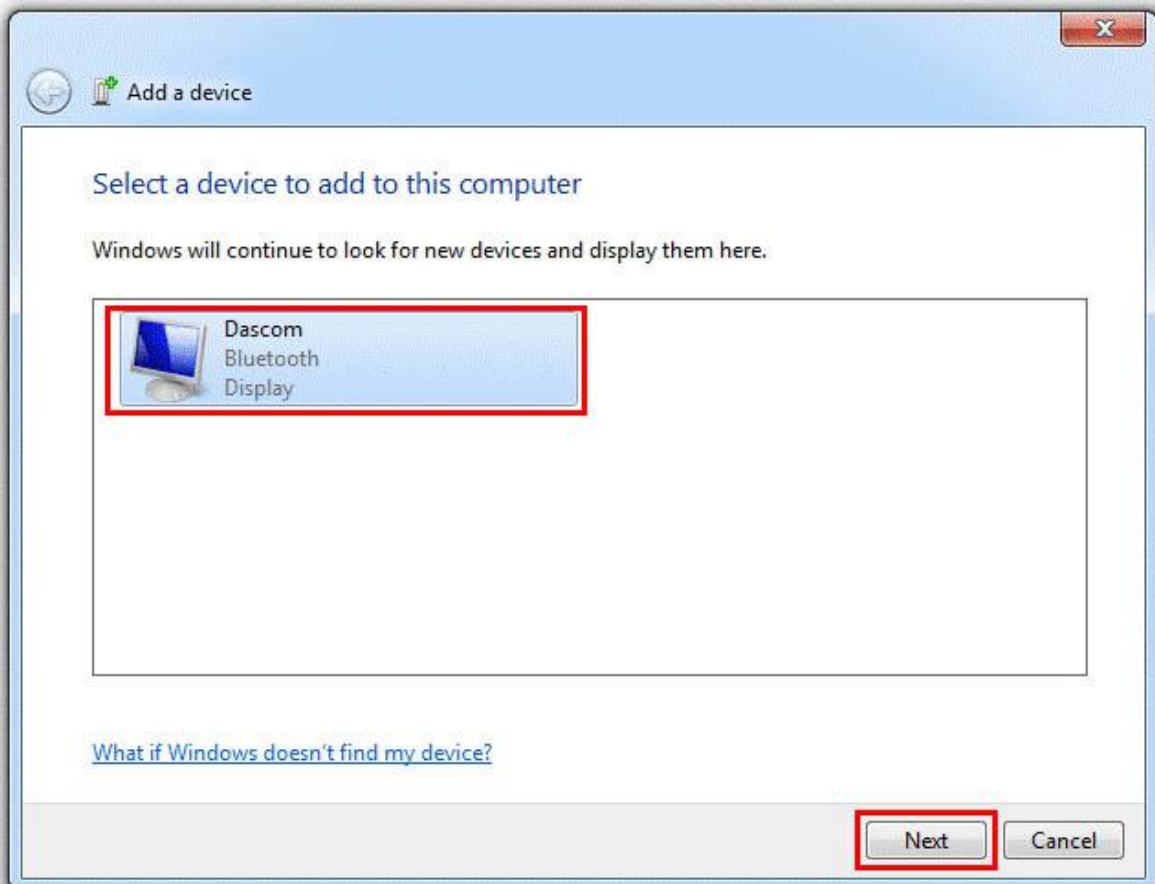 Add a device
Select a device to add to this computer
Windows will continue to look for new devices and display them here.
Dascom
Bluetooth
Display
What if Windows doesn't find my device?
Next
Cancel